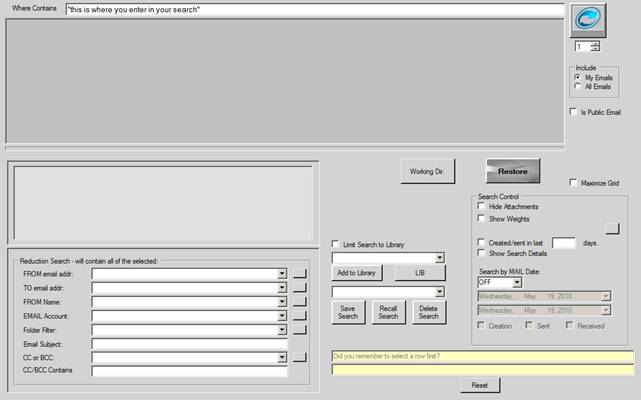 Where Contains "this is where you enter in your search"
1
Include
My Emails
All Emails
Is Public Email
Working Dir.
Restore
Maximize Grid
Search Control
Hide Attachments
Show Weights
Limit Search to Library
Created/sent in last days.
Show Search Details
Reduction Search - will contain all of the selected:
FROM email addr:
TO email addr:
FROM Name:
EMAIL Account:
Folder Filter:
Email Subject:
CC or BCC:
CC/BCC Contains
Add to Library LIB
Save Search
Recall Search
Delete Search
Search by MAIL Date:
OFF
Wednesday, May 19, 2010
Wednesday, May 19, 2010
Creation Sent Received
Did you remember to select a row first?
Reset